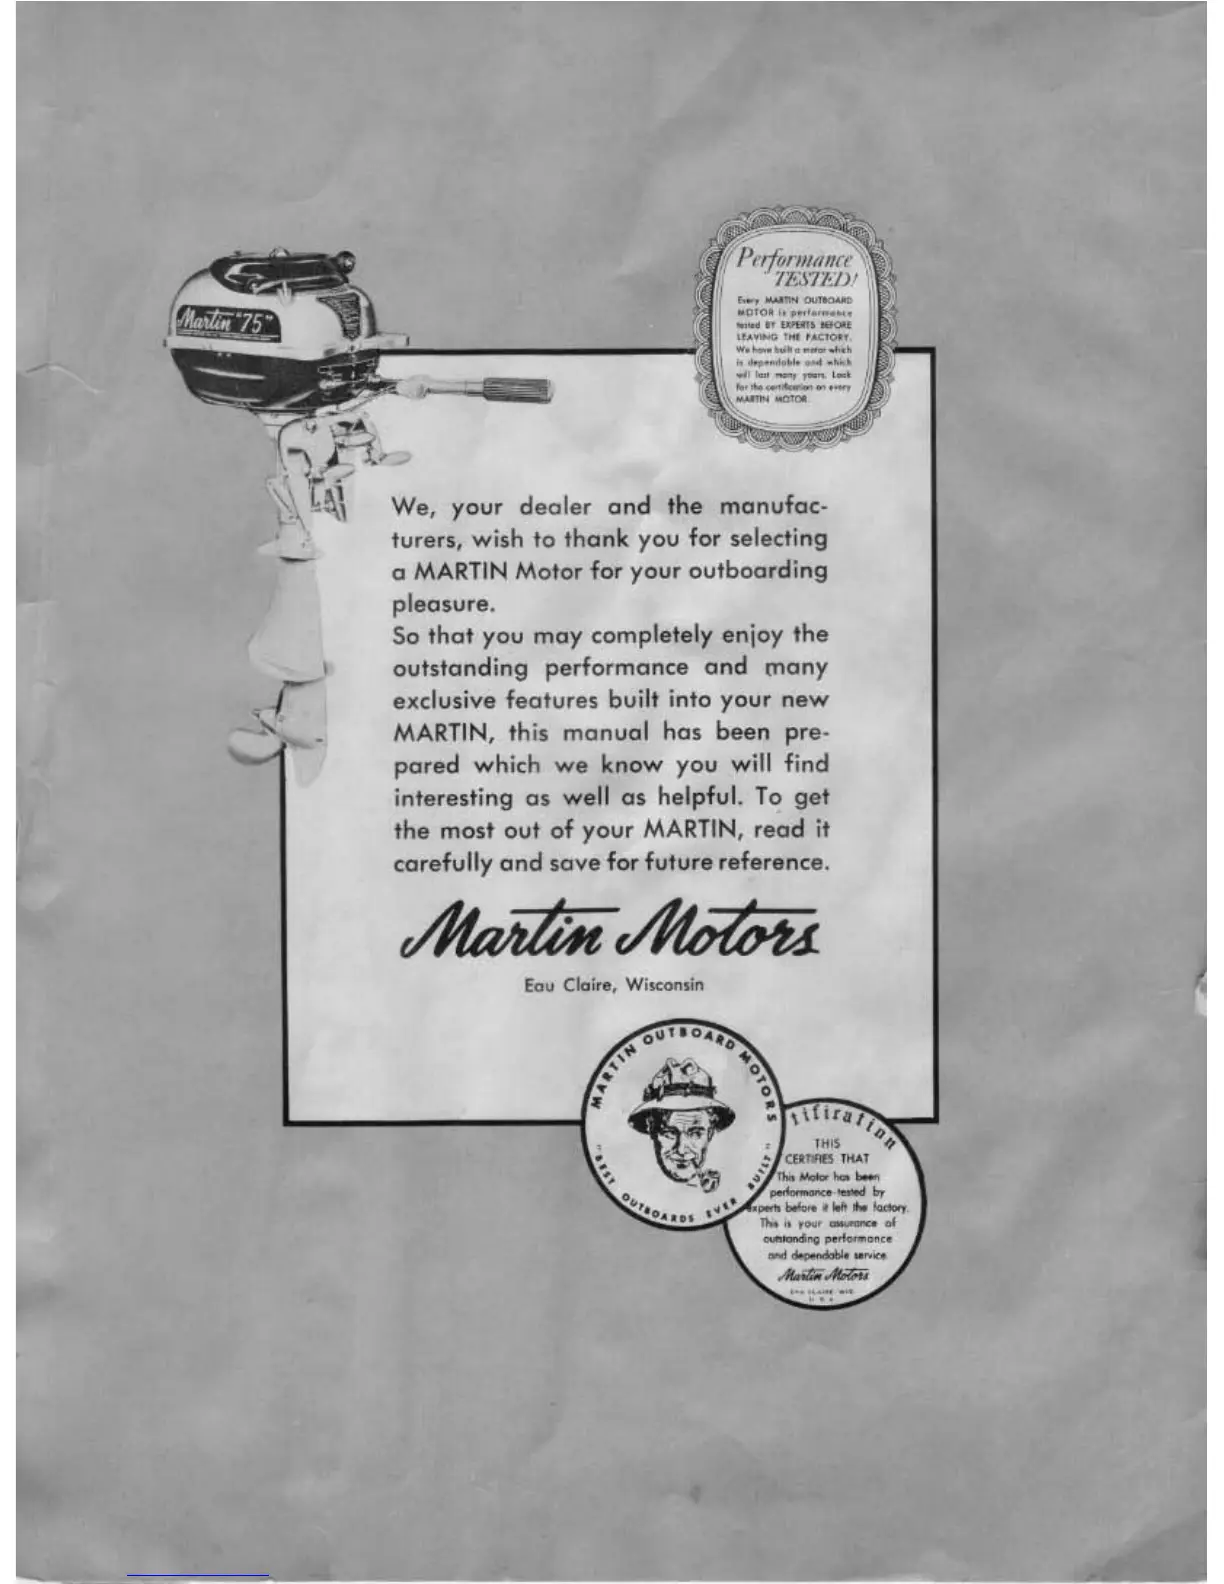 Martin "75"
Performance
TESTED!
Every MARTIN OUTBOARD
MOTOR is performance
tested BY EXPERTS BEFORE
LEAVING THE FACTORY.
We have built a motor which
is dependable and which
will last many years. Look
for the certification on every
MARTIN MOTOR.
We, your dealer and the manufac-
turers, wish to thank you for selecting
a MARTIN Motor for your outboarding
pleasure.
So that you may completely enjoy the
outstanding performance and many
exclusive features built into your new
MARTIN, this manual has been pre-
pared which we know you will find
interesting as well as helpful. To get
the most out of your MARTIN, read it
carefully and save for future reference.
Martin Motors
Eau Claire, Wisconsin
MARTIN OUTBOARD MOTORS
"BEST OUTBOARDS EVER BUILT"
tification
THIS
CERTIFIES THAT
This Motor has been
performance-tested by
experts before it left the factory.
This is your assurance of
outstanding performance
and dependable service.
Martin Motors
EAU CLAIRE, WIS.
U. S. A.